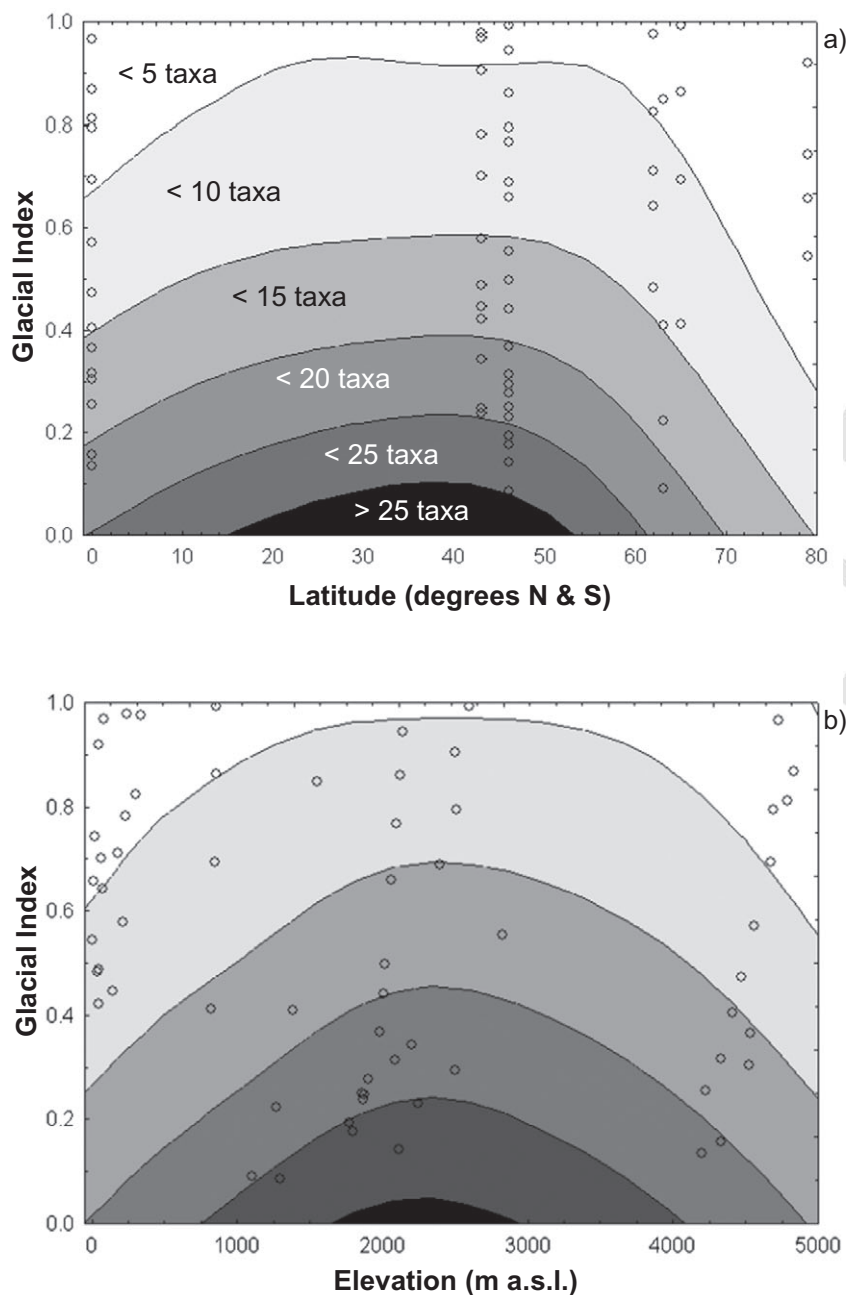 a)
1.0
0.8
0.6
0.4
0.2
0.0
Glacial Index
< 5 taxa
< 10 taxa
< 15 taxa
< 20 taxa
< 25 taxa
> 25 taxa
0 10 20 30 40 50 60 70 80
Latitude (degrees N & S)
b)
1.0
0.8
0.6
0.4
0.2
0.0
Glacial Index
0 1000 2000 3000 4000 5000
Elevation (m a.s.l.)